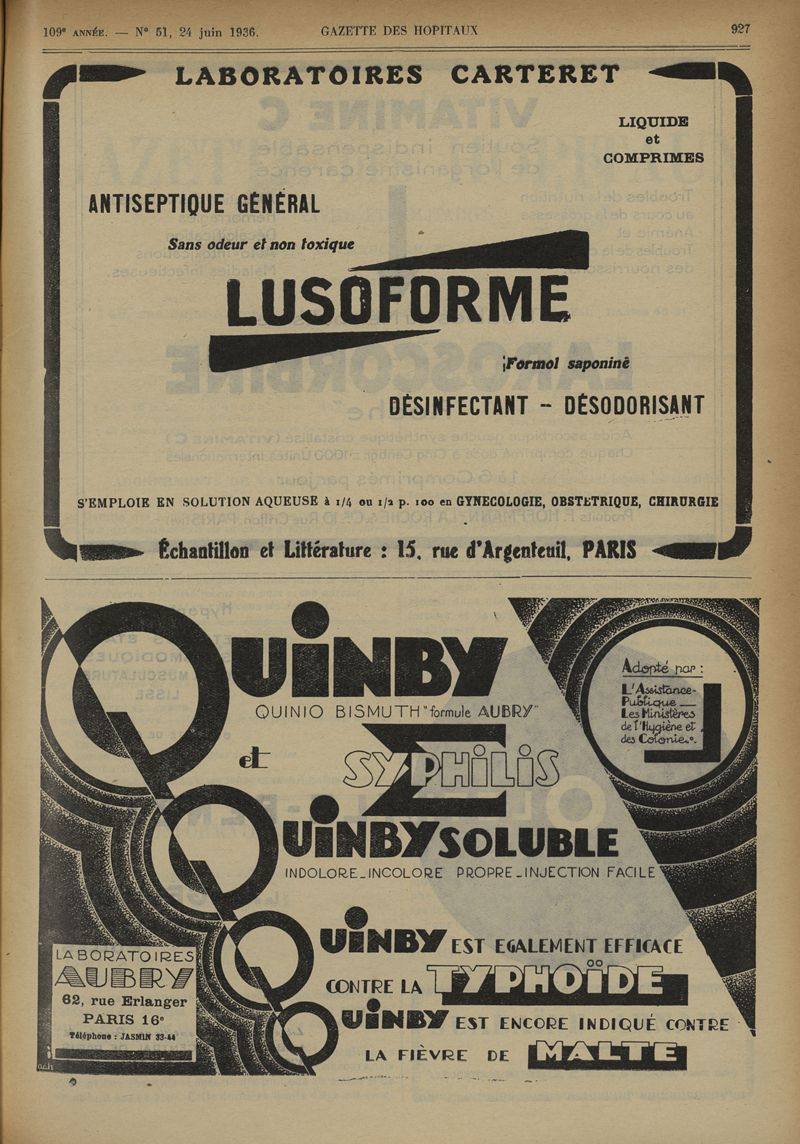 109e ANNÉE. — N° 51, 24 juin 1936. GAZETTE DES HOPITAUX 927
LABORATOIRES CARTERET
LIQUIDE
et
COMPRIMES
ANTISEPTIQUE GÉNÉRAL
Sans odeur et non toxique
LUSOFORME
Formol saponiné
DÉSINFECTANT -- DÉSODORISANT
S'EMPLOIE EN SOLUTION AQUEUSE à 1/4 ou 1/2 p. 100 en GYNECOLOGIE, OBSTETRIQUE, CHIRURGIE
Échantillon et Littérature : 15, rue d'Argenteuil, PARIS
QUINBY
QUINIO BISMUTH "formule AUBRY"
et
SYPHILIS
QUINBY SOLUBLE
INDOLORE_INCOLORE PROPRE_INJECTION FACILE
Adopté par :
L'Assistance-
Publique __
Les Ministères
de l'Hygiène et
des Colonies.
QUINBY EST EGALEMENT EFFICACE
CONTRE LA TYPHOÏDE
QUINBY EST ENCORE INDIQUÉ CONTRE
LA FIÈVRE DE MALTE
LABORATOIRES
AUBRY
62, rue Erlanger
PARIS 16e
Téléphone : JASMIN 33-44
ach